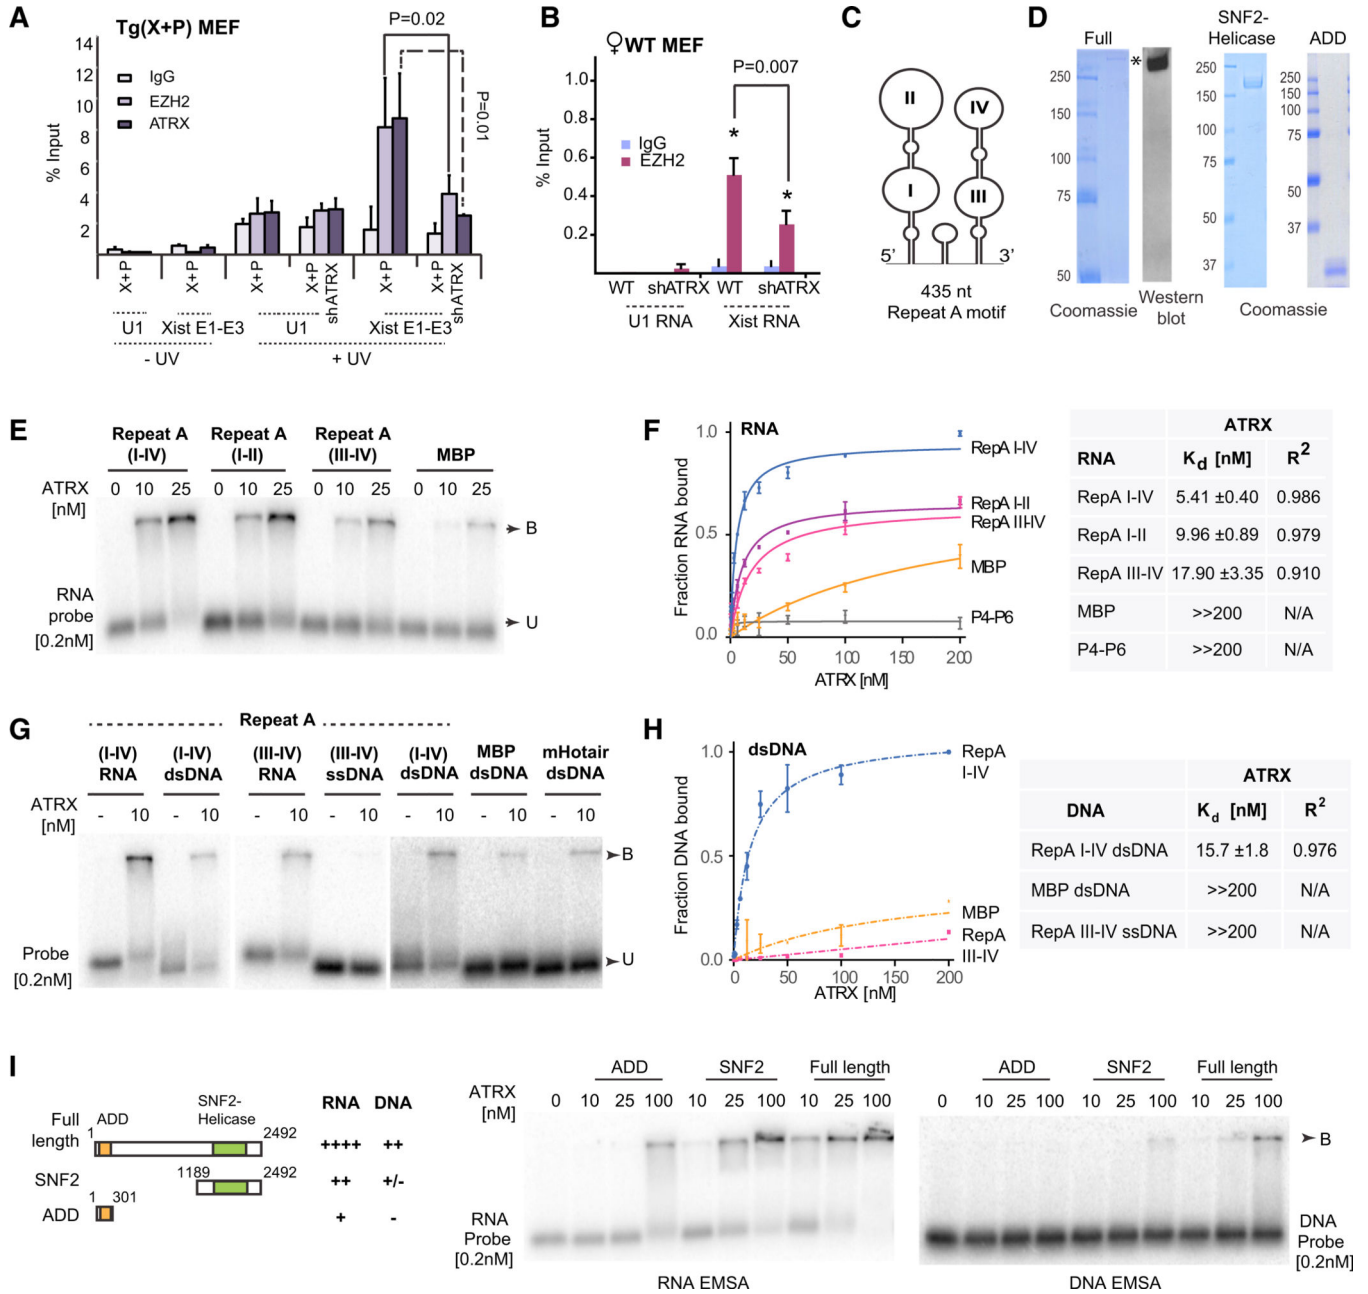 A
Tg(X+P) MEF
P=0.02
P=0.01
14
12
10
8
6
4
2
% Input
IgG
EZH2
ATRX
X+P
X+P
X+P
X+P
shATRX
X+P
X+P
shATRX
U1
Xist E1-E3
U1
Xist E1-E3
- UV
+ UV
B
♀WT MEF
P=0.007
1.0
0.8
0.6
0.4
0.2
% Input
IgG
EZH2
*
*
WT shATRX WT shATRX
U1 RNA
Xist RNA
C
II
IV
I
III
5’
3’
435 nt
Repeat A motif
D
Full
SNF2-
Helicase
ADD
*
250
150
100
75
50
Coomassie
Western
blot
250
150
100
75
50
37
250
150
100
75
50
37
Coomassie
E
Repeat A
(I-IV)
Repeat A
(I-II)
Repeat A
(III-IV)
MBP
ATRX
[nM]
0 10 25 0 10 25 0 10 25 0 10 25
B
RNA
probe
[0.2nM]
U
F
RNA
1.0
0.5
0.0
Fraction RNA bound
RepA I-IV
RepA I-II
RepA III-IV
MBP
P4-P6
0 50 100 150 200
ATRX [nM]
ATRX
RNA Kd [nM] R2
RepA I-IV 5.41 ±0.40 0.986
RepA I-II 9.96 ±0.89 0.979
RepA III-IV 17.90 ±3.35 0.910
MBP >>200 N/A
P4-P6 >>200 N/A
G
Repeat A
(I-IV)
RNA
(I-IV)
dsDNA
(III-IV)
RNA
(III-IV)
ssDNA
(I-IV)
dsDNA
MBP
dsDNA
mHotair
dsDNA
ATRX
[nM]
- 10 - 10 - 10 - 10 - 10 - 10 - 10
B
Probe
[0.2nM]
U
H
dsDNA
1.0
0.5
0.0
Fraction DNA bound
RepA
I-IV
MBP
RepA
III-IV
0 50 100 150 200
ATRX [nM]
ATRX
DNA Kd [nM] R2
RepA I-IV dsDNA 15.7 ±1.8 0.976
MBP dsDNA >>200 N/A
RepA III-IV ssDNA >>200 N/A
I
ADD
SNF2-
Helicase
RNA DNA
Full
length
1
2492
++++ ++
SNF2
1189
2492
++ +/-
ADD
1 301
+ -
ATRX
[nM]
ADD SNF2 Full length
0 10 25 100 10 25 100 10 25 100
RNA
Probe
[0.2nM]
RNA EMSA
ADD SNF2 Full length
0 10 25 100 10 25 100 10 25 100
B
DNA
Probe
[0.2nM]
DNA EMSA